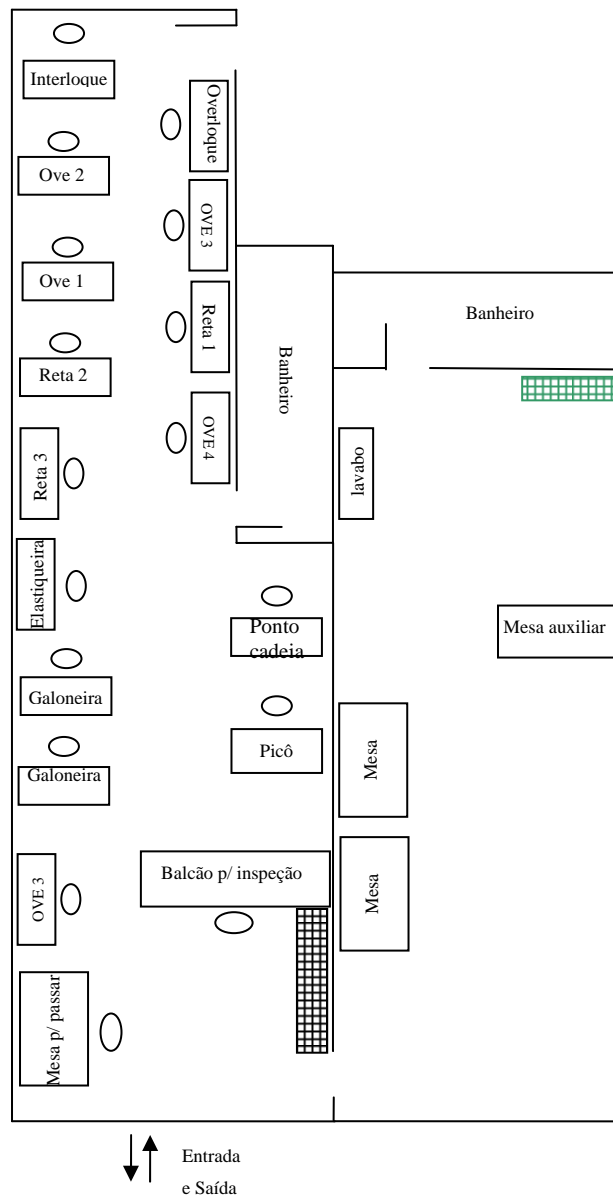 Interloque
Overloque
Ove 2
OVE 3
Ove 1
Banheiro
Reta 1
Banheiro
Reta 2
OVE 4
lavabo
Reta 3
Elastiqueira
Ponto
cadeia
Mesa auxiliar
Galoneira
Picô
Mesa
Galoneira
Balcão p/ inspeção
OVE 3
Mesa
Mesa p/ passar
Entrada
e Saída